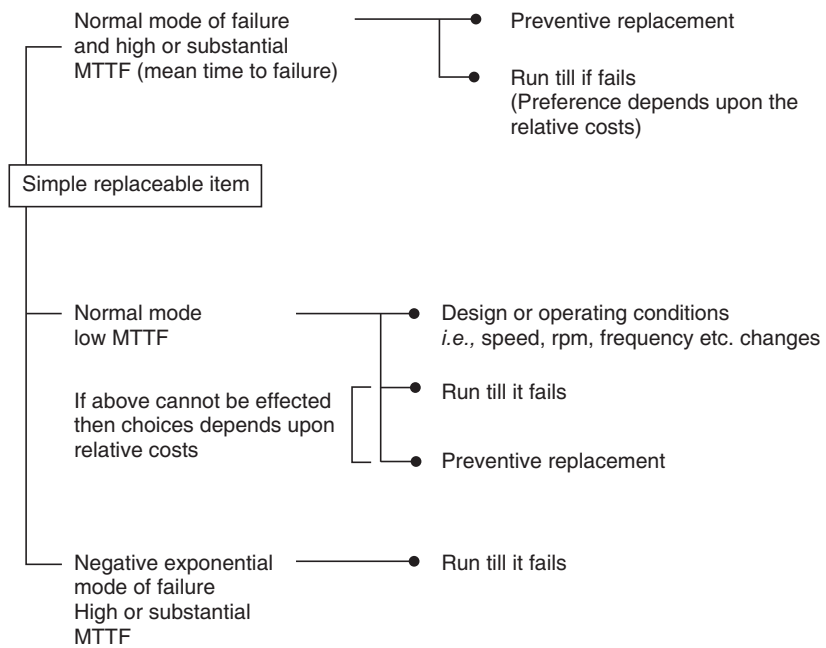 Normal mode of failure
and high or substantial
MTTF (mean time to failure)
Preventive replacement
Run till if fails
(Preference depends upon the
relative costs)
Simple replaceable item
Normal mode
low MTTF
Design or operating conditions
i.e., speed, rpm, frequency etc. changes
If above cannot be effected
then choices depends upon
relative costs
Run till it fails
Preventive replacement
Negative exponential
mode of failure
High or substantial
MTTF
Run till it fails